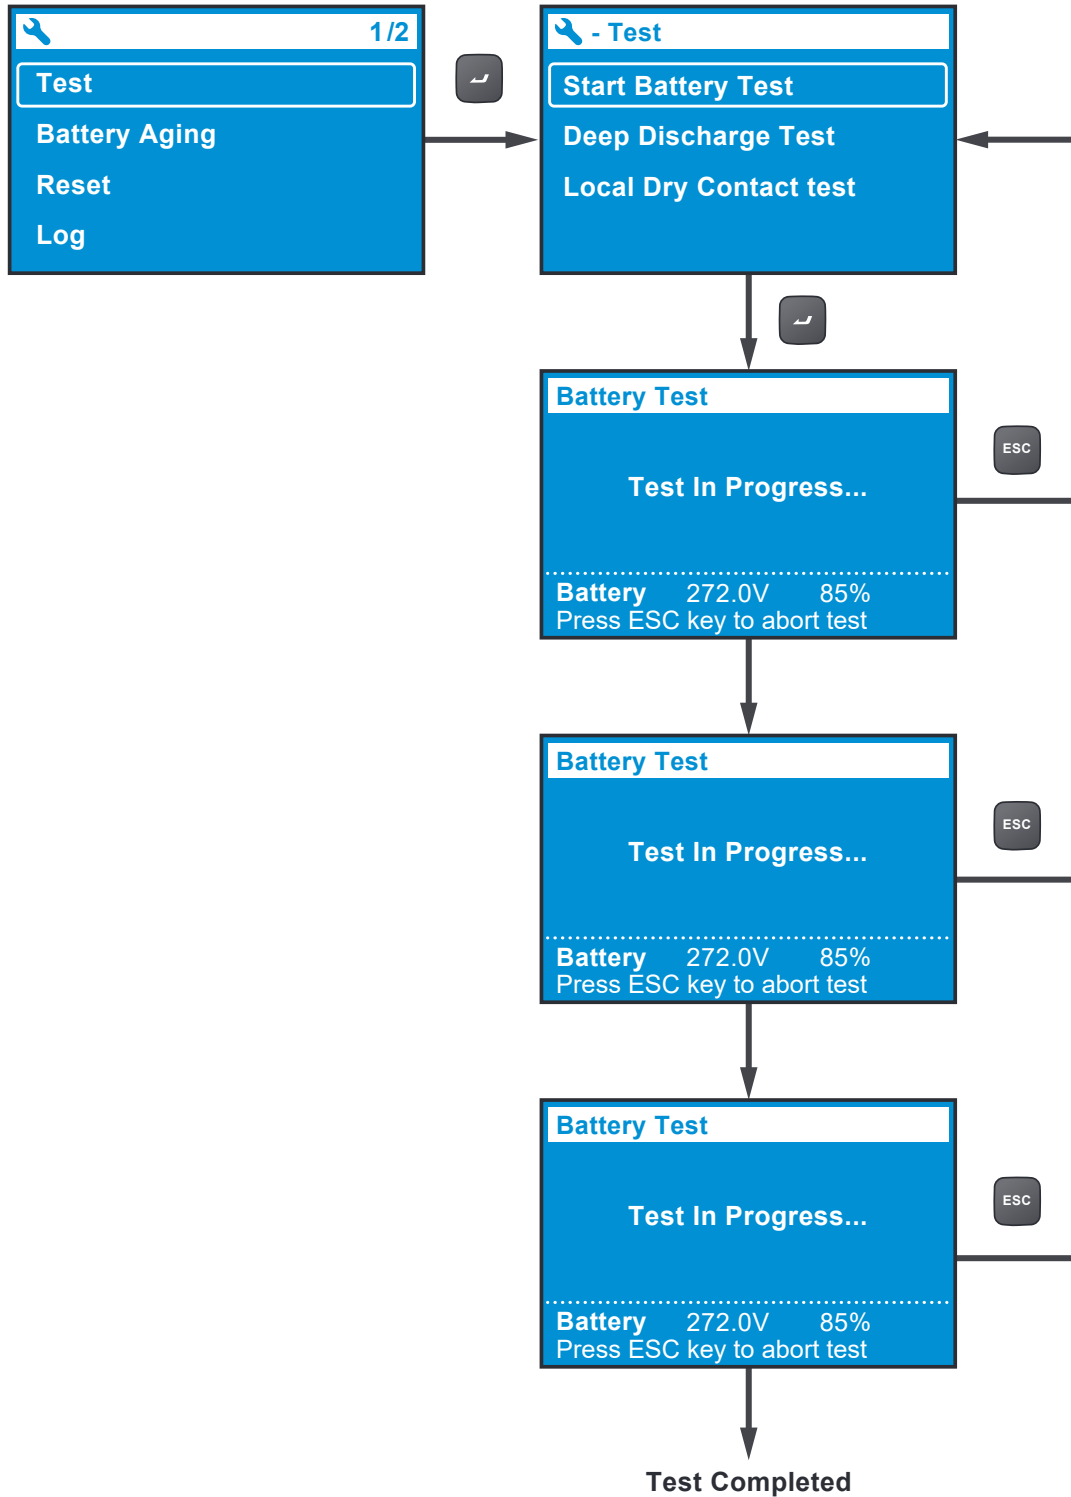 1/2
Test
Battery Aging
Reset
Log
- Test
Start Battery Test
Deep Discharge Test
Local Dry Contact test
Battery Test
Test In Progress...
Battery 272.0V 85%
Press ESC key to abort test
ESC
Battery Test
Test In Progress...
Battery 272.0V 85%
Press ESC key to abort test
ESC
Battery Test
Test In Progress...
Battery 272.0V 85%
Press ESC key to abort test
ESC
Test Completed